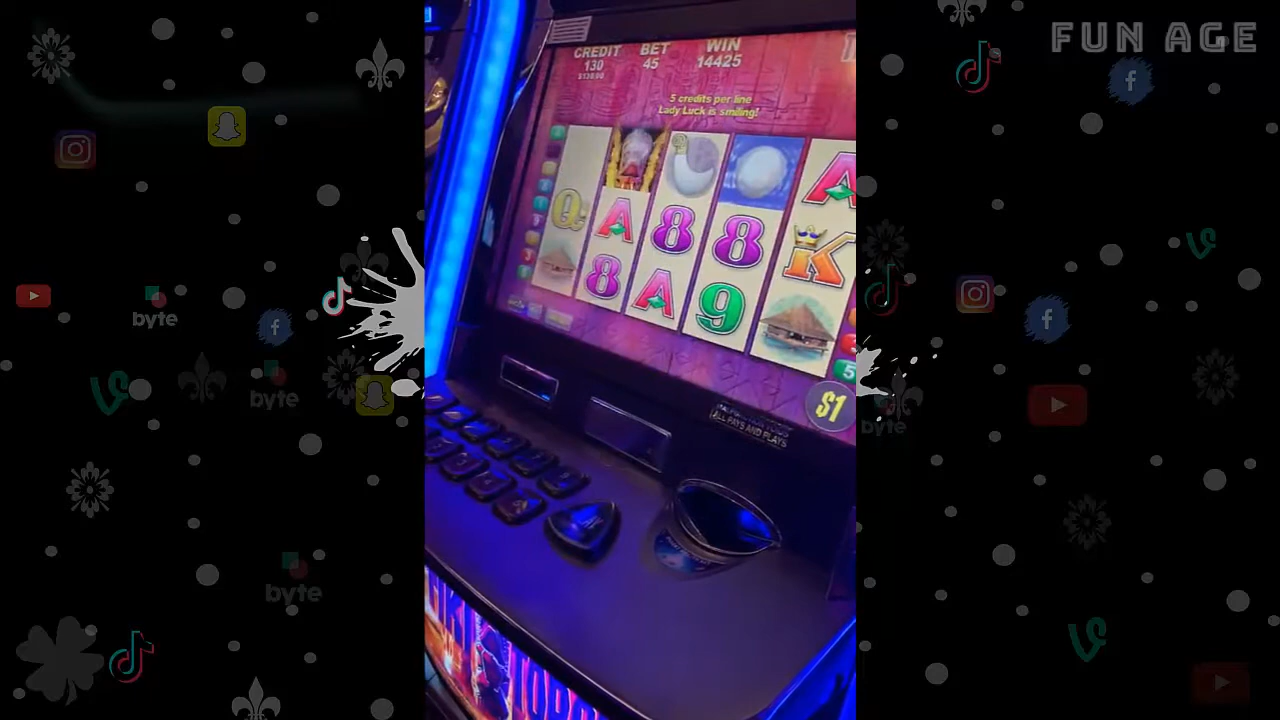 FUN AGE
CREDIT BET WIN
130 45 14425
$130.00
5 credits per line
Lady Luck is smiling!
A
Q A 8 8 K
8 A 9
5
$1
ALL PAYS AND PLAYS
byte
byte
byte
byte